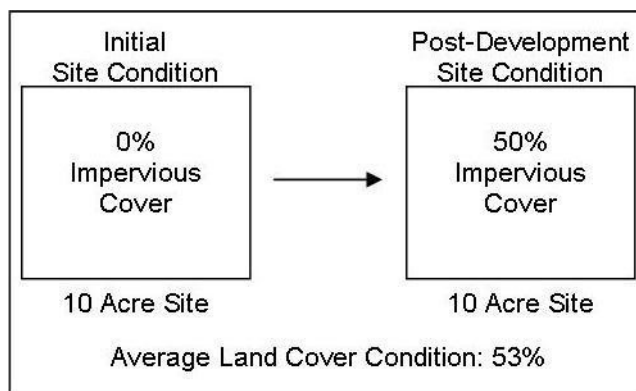 Initial
Site Condition
0%
Impervious
Cover
10 Acre Site
Post-Development
Site Condition
50%
Impervious
Cover
10 Acre Site
Average Land Cover Condition: 53%